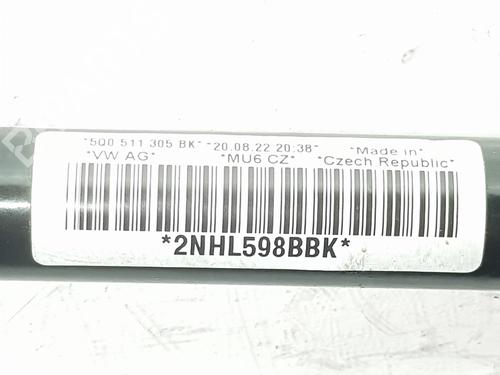 *5Q0 511 305 BK* *20.08.22 20:38* *Made in*
*VW AG* *MU6 CZ* *Czech Republic*
*2NHL598BBK*